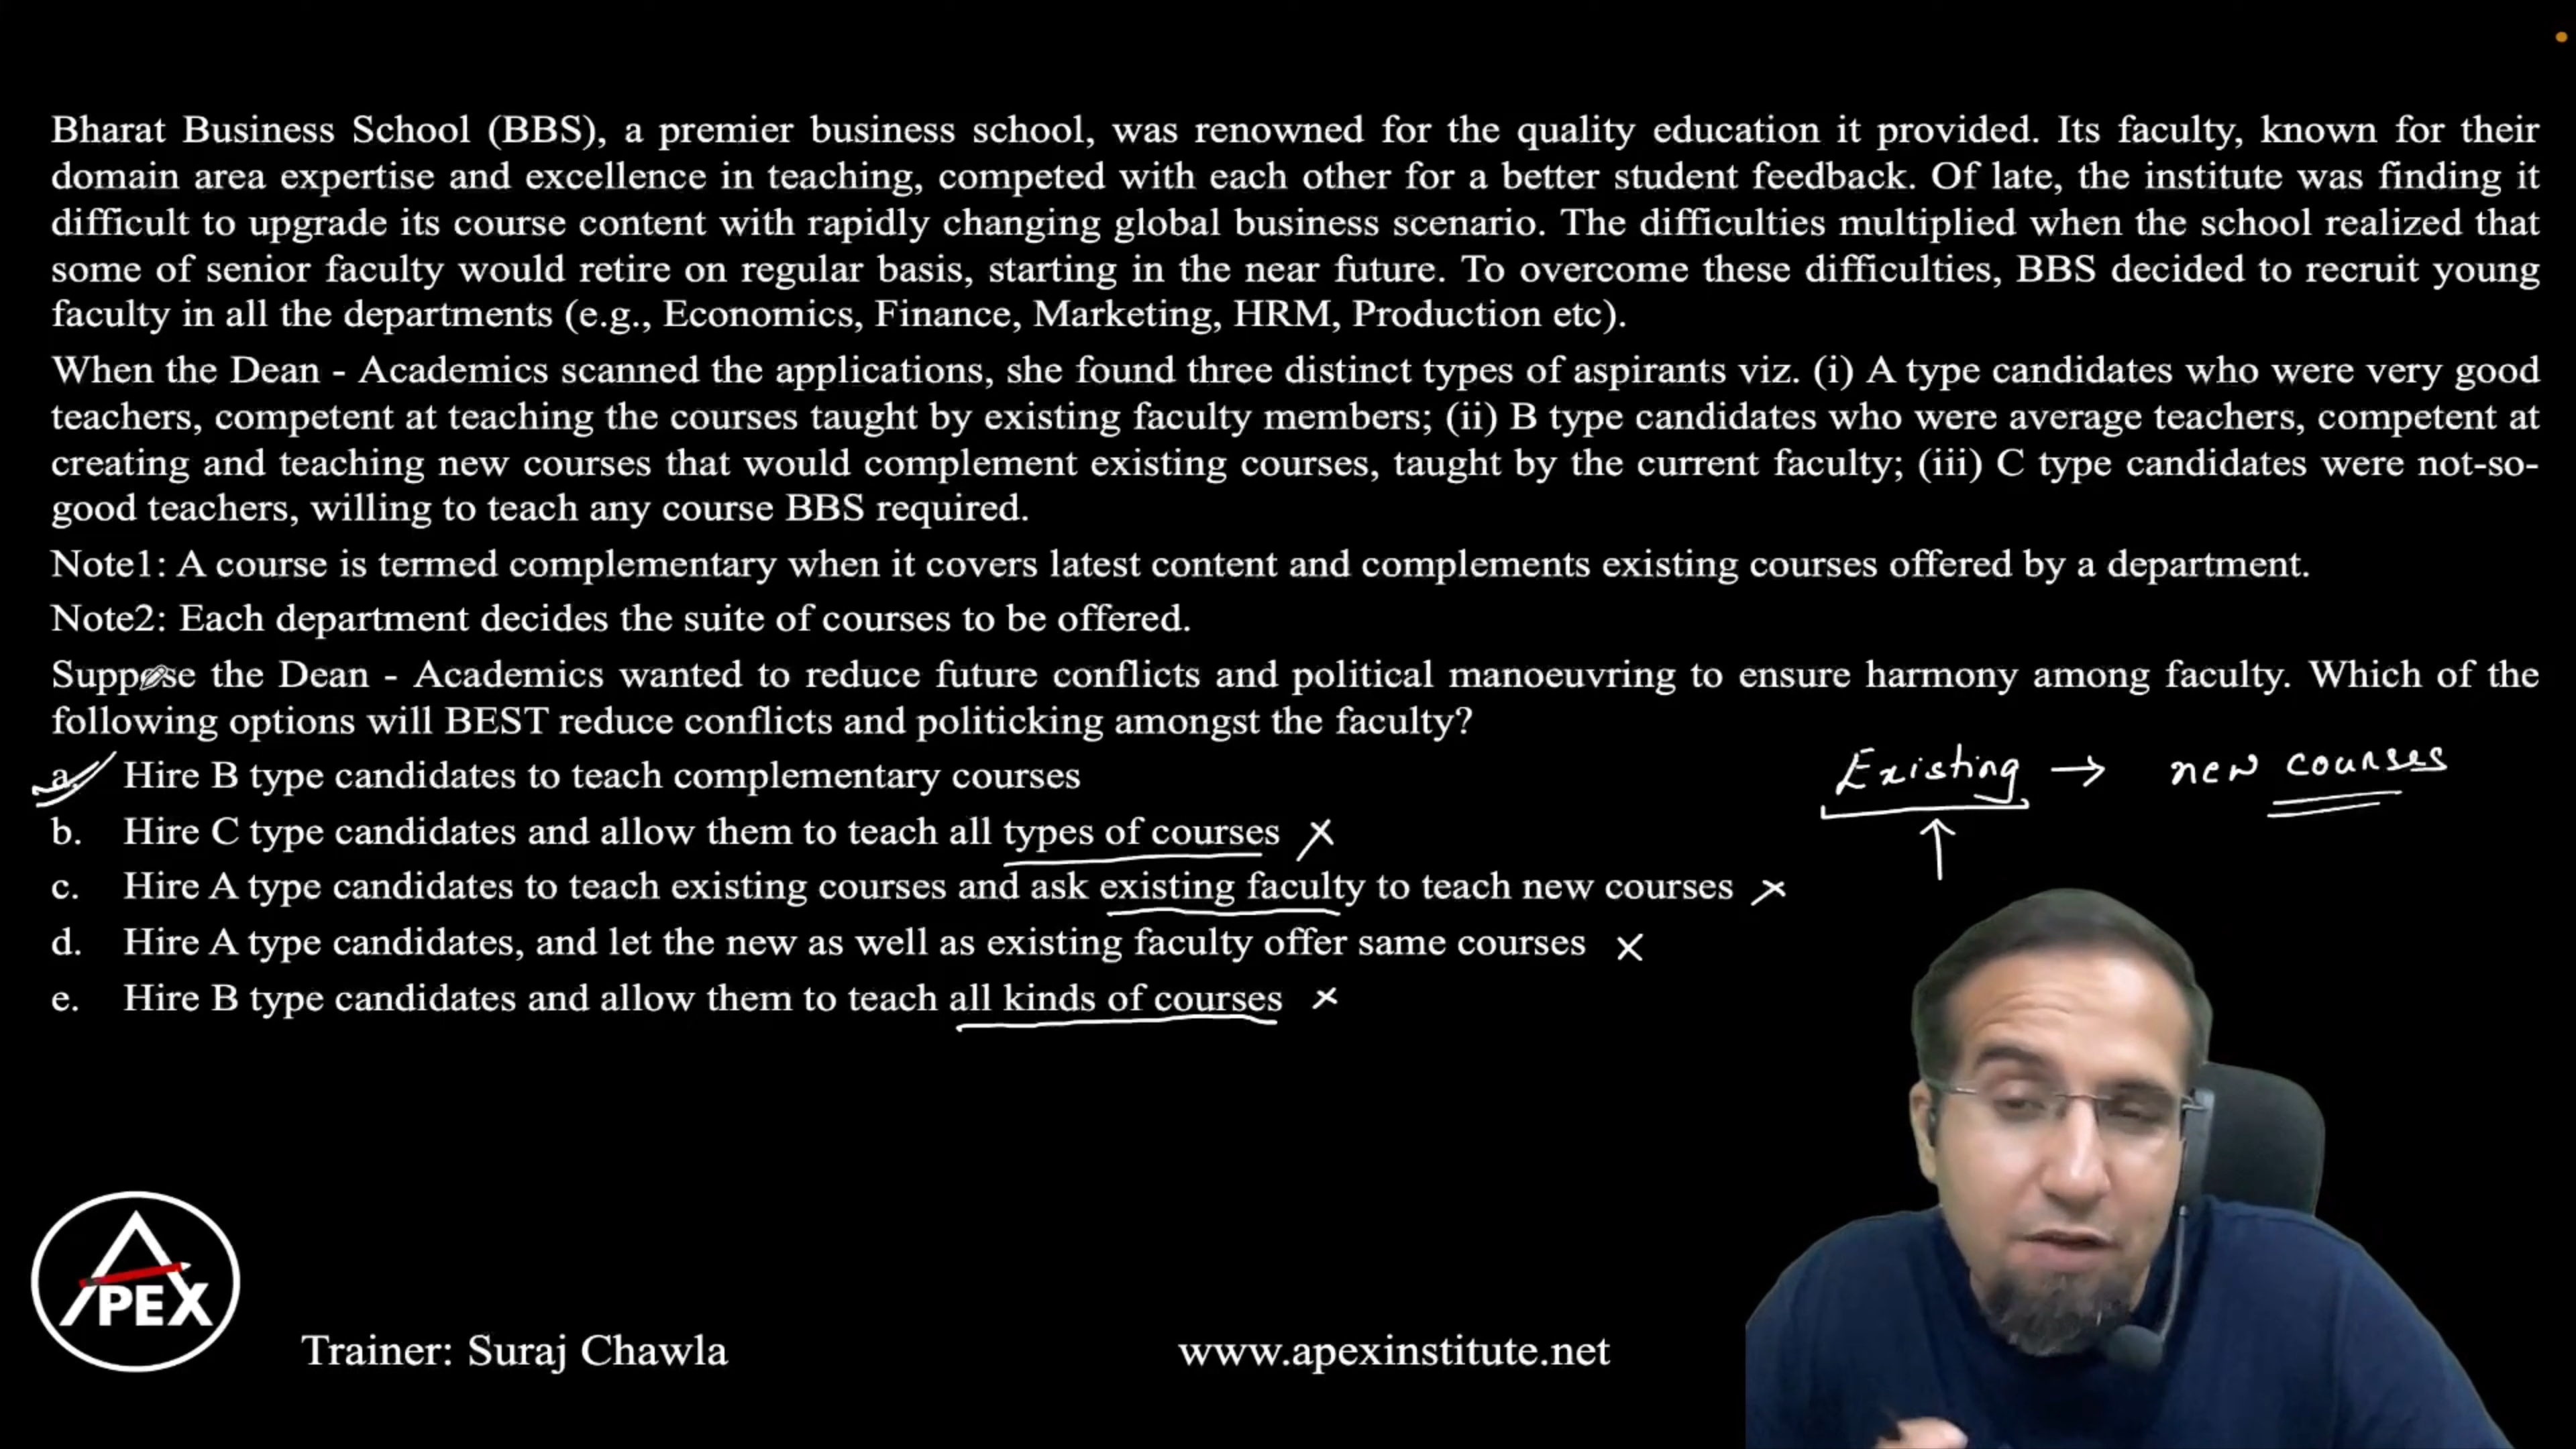 Bharat Business School (BBS), a premier business school, was renowned for the quality education it provided. Its faculty, known for their
domain area expertise and excellence in teaching, competed with each other for a better student feedback. Of late, the institute was finding it
difficult to upgrade its course content with rapidly changing global business scenario. The difficulties multiplied when the school realized that
some of senior faculty would retire on regular basis, starting in the near future. To overcome these difficulties, BBS decided to recruit young
faculty in all the departments (e.g., Economics, Finance, Marketing, HRM, Production etc).
When the Dean - Academics scanned the applications, she found three distinct types of aspirants viz. (i) A type candidates who were very good
teachers, competent at teaching the courses taught by existing faculty members; (ii) B type candidates who were average teachers, competent at
creating and teaching new courses that would complement existing courses, taught by the current faculty; (iii) C type candidates were not-so-
good teachers, willing to teach any course BBS required.
Note1: A course is termed complementary when it covers latest content and complements existing courses offered by a department.
Note2: Each department decides the suite of courses to be offered.
Suppose the Dean - Academics wanted to reduce future conflicts and political manoeuvring to ensure harmony among faculty. Which of the
following options will BEST reduce conflicts and politicking amongst the faculty?
a. Hire B type candidates to teach complementary courses
Existing → new courses
b. Hire C type candidates and allow them to teach all types of courses ×
c. Hire A type candidates to teach existing courses and ask existing faculty to teach new courses ×
d. Hire A type candidates, and let the new as well as existing faculty offer same courses ×
e. Hire B type candidates and allow them to teach all kinds of courses ×
APEX
Trainer: Suraj Chawla
www.apexinstitute.net